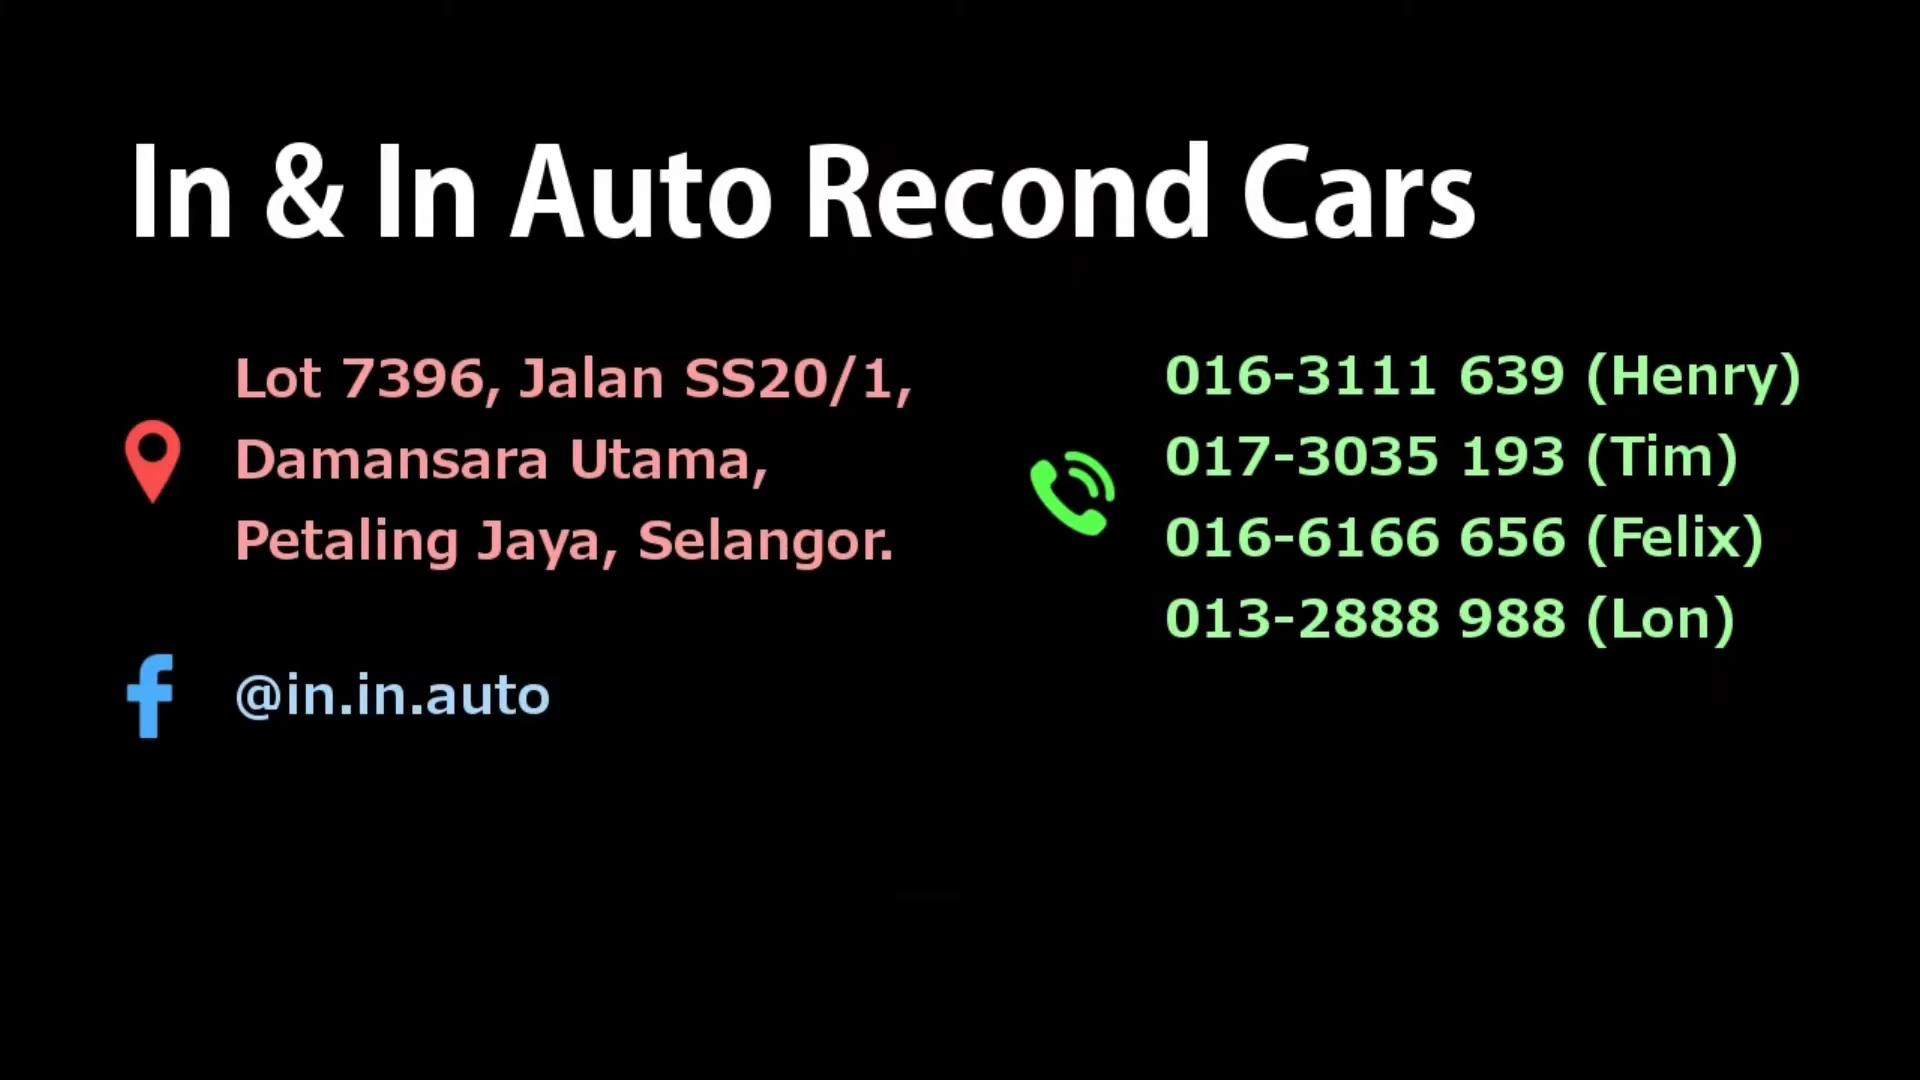 In & In Auto Recond Cars
Lot 7396, Jalan SS20/1,
Damansara Utama,
Petaling Jaya, Selangor.
@in.in.auto
016-3111 639 (Henry)
017-3035 193 (Tim)
016-6166 656 (Felix)
013-2888 988 (Lon)